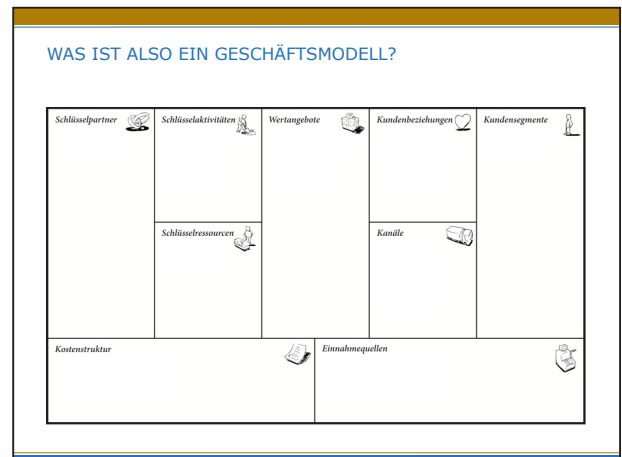 WAS IST ALSO EIN GESCHÄFTSMODELL?
Schlüsselpartner
Schlüsselaktivitäten
Wertangebote
Kundenbeziehungen
Kundensegmente
Schlüsselressourcen
Kanäle
Kostenstruktur
Einnahmequellen